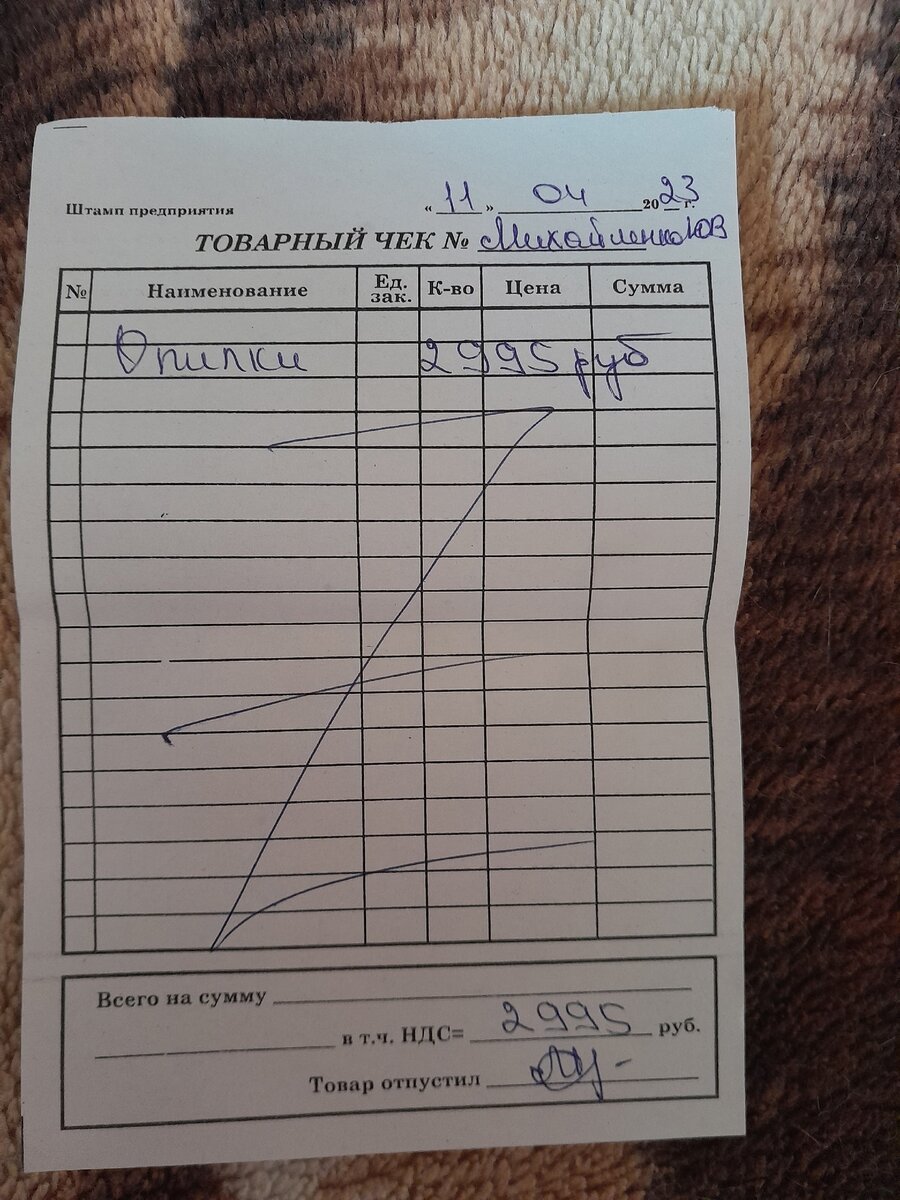 Штамп предприятия « 11 » 04 2023 г.
ТОВАРНЫЙ ЧЕК № Михайленко ЮВ
№ Наименование Ед. зак. К-во Цена Сумма
Опилки 2995 руб
Всего на сумму
в т.ч. НДС= 2995 руб.
Товар отпустил